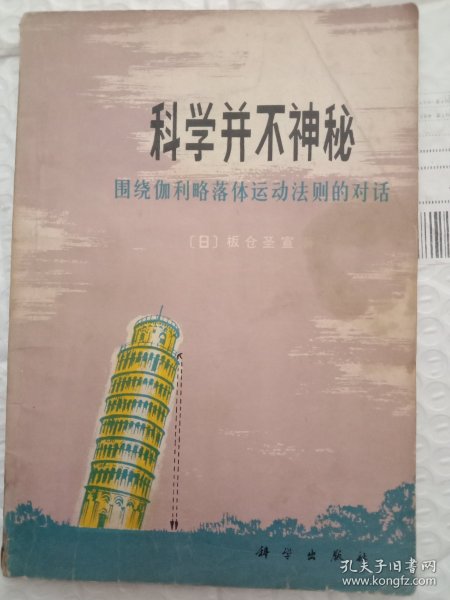 科学并不神秘
围绕伽利略落体运动法则的对话
〔日〕板仓圣宣
科学出版社
孔夫子旧书网
www.kongfz.com